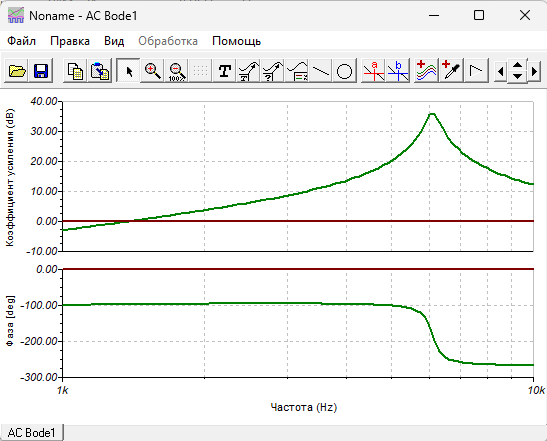 Noname - AC Bode1
Файл Правка Вид Обработка Помощь
T 100% ? a b
40.00
30.00
20.00
10.00
0.00
-10.00
Коэффициент усиления (dB)
0.00
-100.00
-200.00
-300.00
Фаза [deg]
1k 10k
Частота (Hz)
AC Bode1